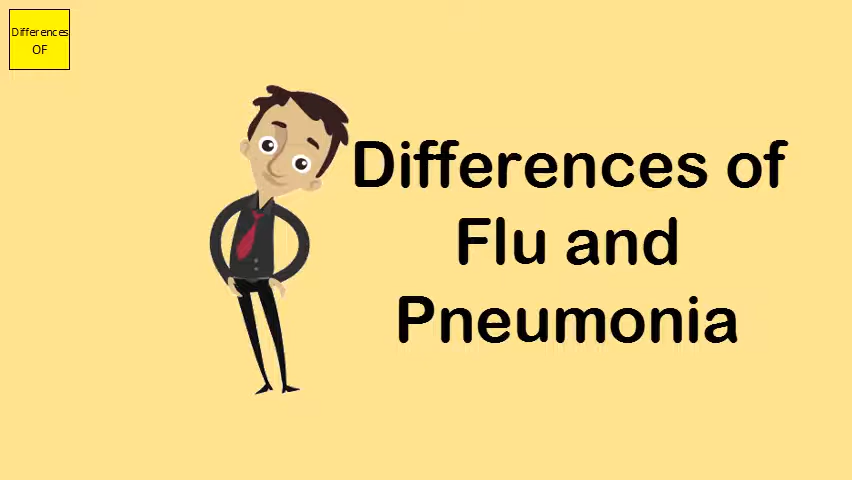 Differences
OF
Differences of
Flu and
Pneumonia